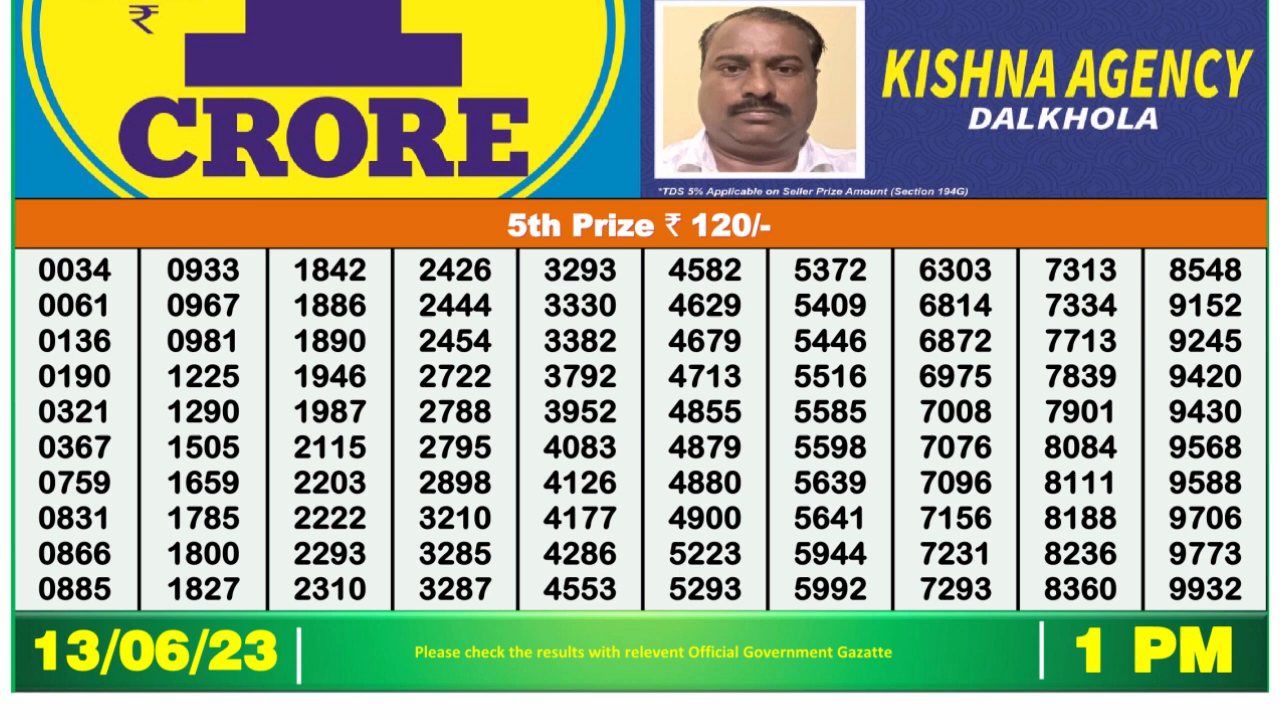 ₹
1
CRORE
KISHNA AGENCY
DALKHOLA
*TDS 5% Applicable on Seller Prize Amount (Section 194G)
5th Prize ₹ 120/-
0034 0933 1842 2426 3293 4582 5372 6303 7313 8548
0061 0967 1886 2444 3330 4629 5409 6814 7334 9152
0136 0981 1890 2454 3382 4679 5446 6872 7713 9245
0190 1225 1946 2722 3792 4713 5516 6975 7839 9420
0321 1290 1987 2788 3952 4855 5585 7008 7901 9430
0367 1505 2115 2795 4083 4879 5598 7076 8084 9568
0759 1659 2203 2898 4126 4880 5639 7096 8111 9588
0831 1785 2222 3210 4177 4900 5641 7156 8188 9706
0866 1800 2293 3285 4286 5223 5944 7231 8236 9773
0885 1827 2310 3287 4553 5293 5992 7293 8360 9932
13/06/23
Please check the results with relevent Official Government Gazatte
1 PM